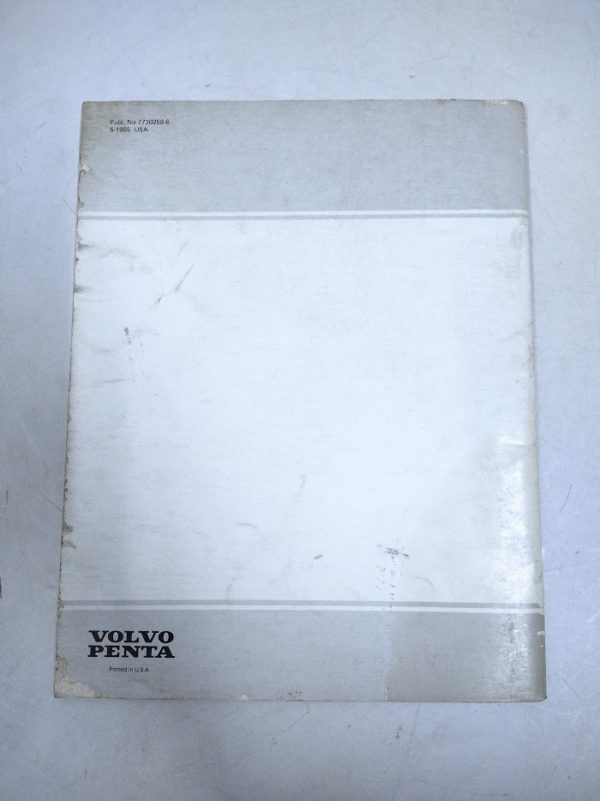 Publ. No 7730258-6
5-1985 USA
VOLVO
PENTA
Printed in U.S.A.